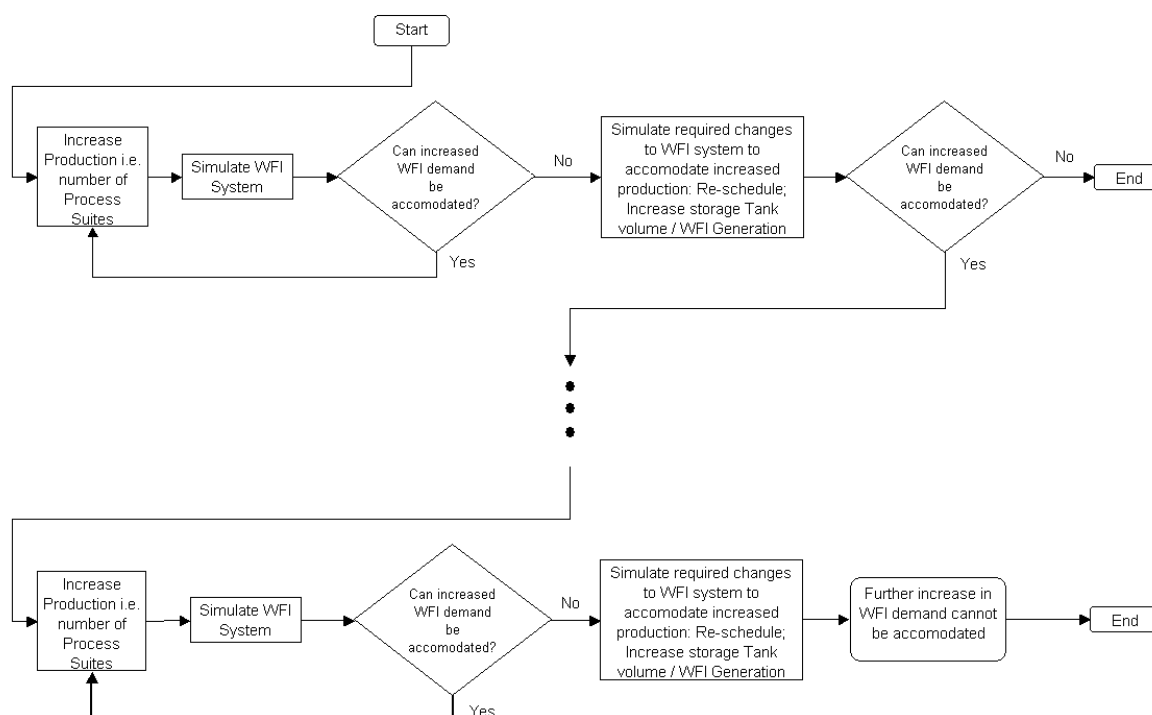 Start
Increase
Production i.e.
number of
Process
Suites
Simulate WFI
System
Can increased
WFI demand
be
accomodated?
No
Yes
Simulate required changes
to WFI system to
accomodate increased
production: Re-schedule;
Increase storage Tank
volume / WFI Generation
Can increased
WFI demand
be
accomodated?
No
End
Yes
Increase
Production i.e.
number of
Process
Suites
Simulate WFI
System
Can increased
WFI demand
be
accomodated?
No
Yes
Simulate required changes
to WFI system to
accomodate increased
production: Re-schedule;
Increase storage Tank
volume / WFI Generation
Further increase in
WFI demand cannot
be accomodated
End